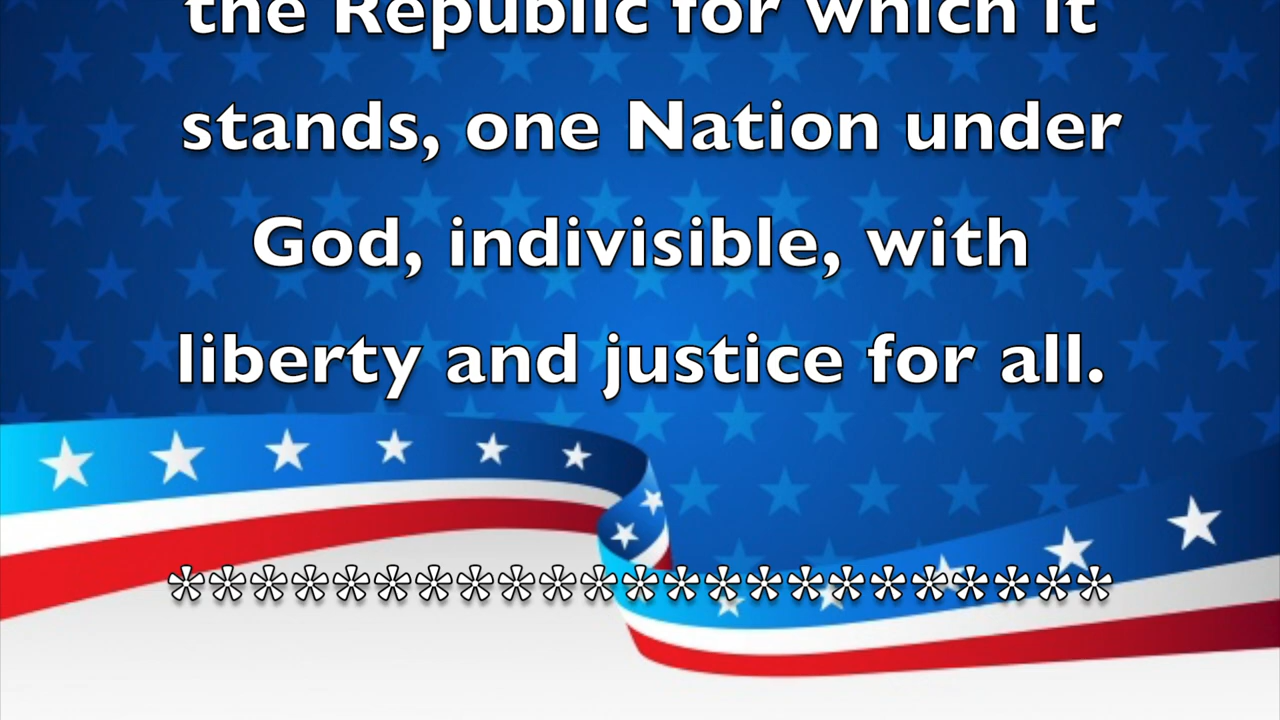 the Republic for which it
stands, one Nation under
God, indivisible, with
liberty and justice for all.
***********************